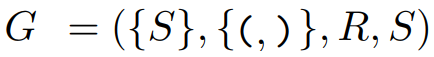 G = ({S}, {(, )}, R, S)